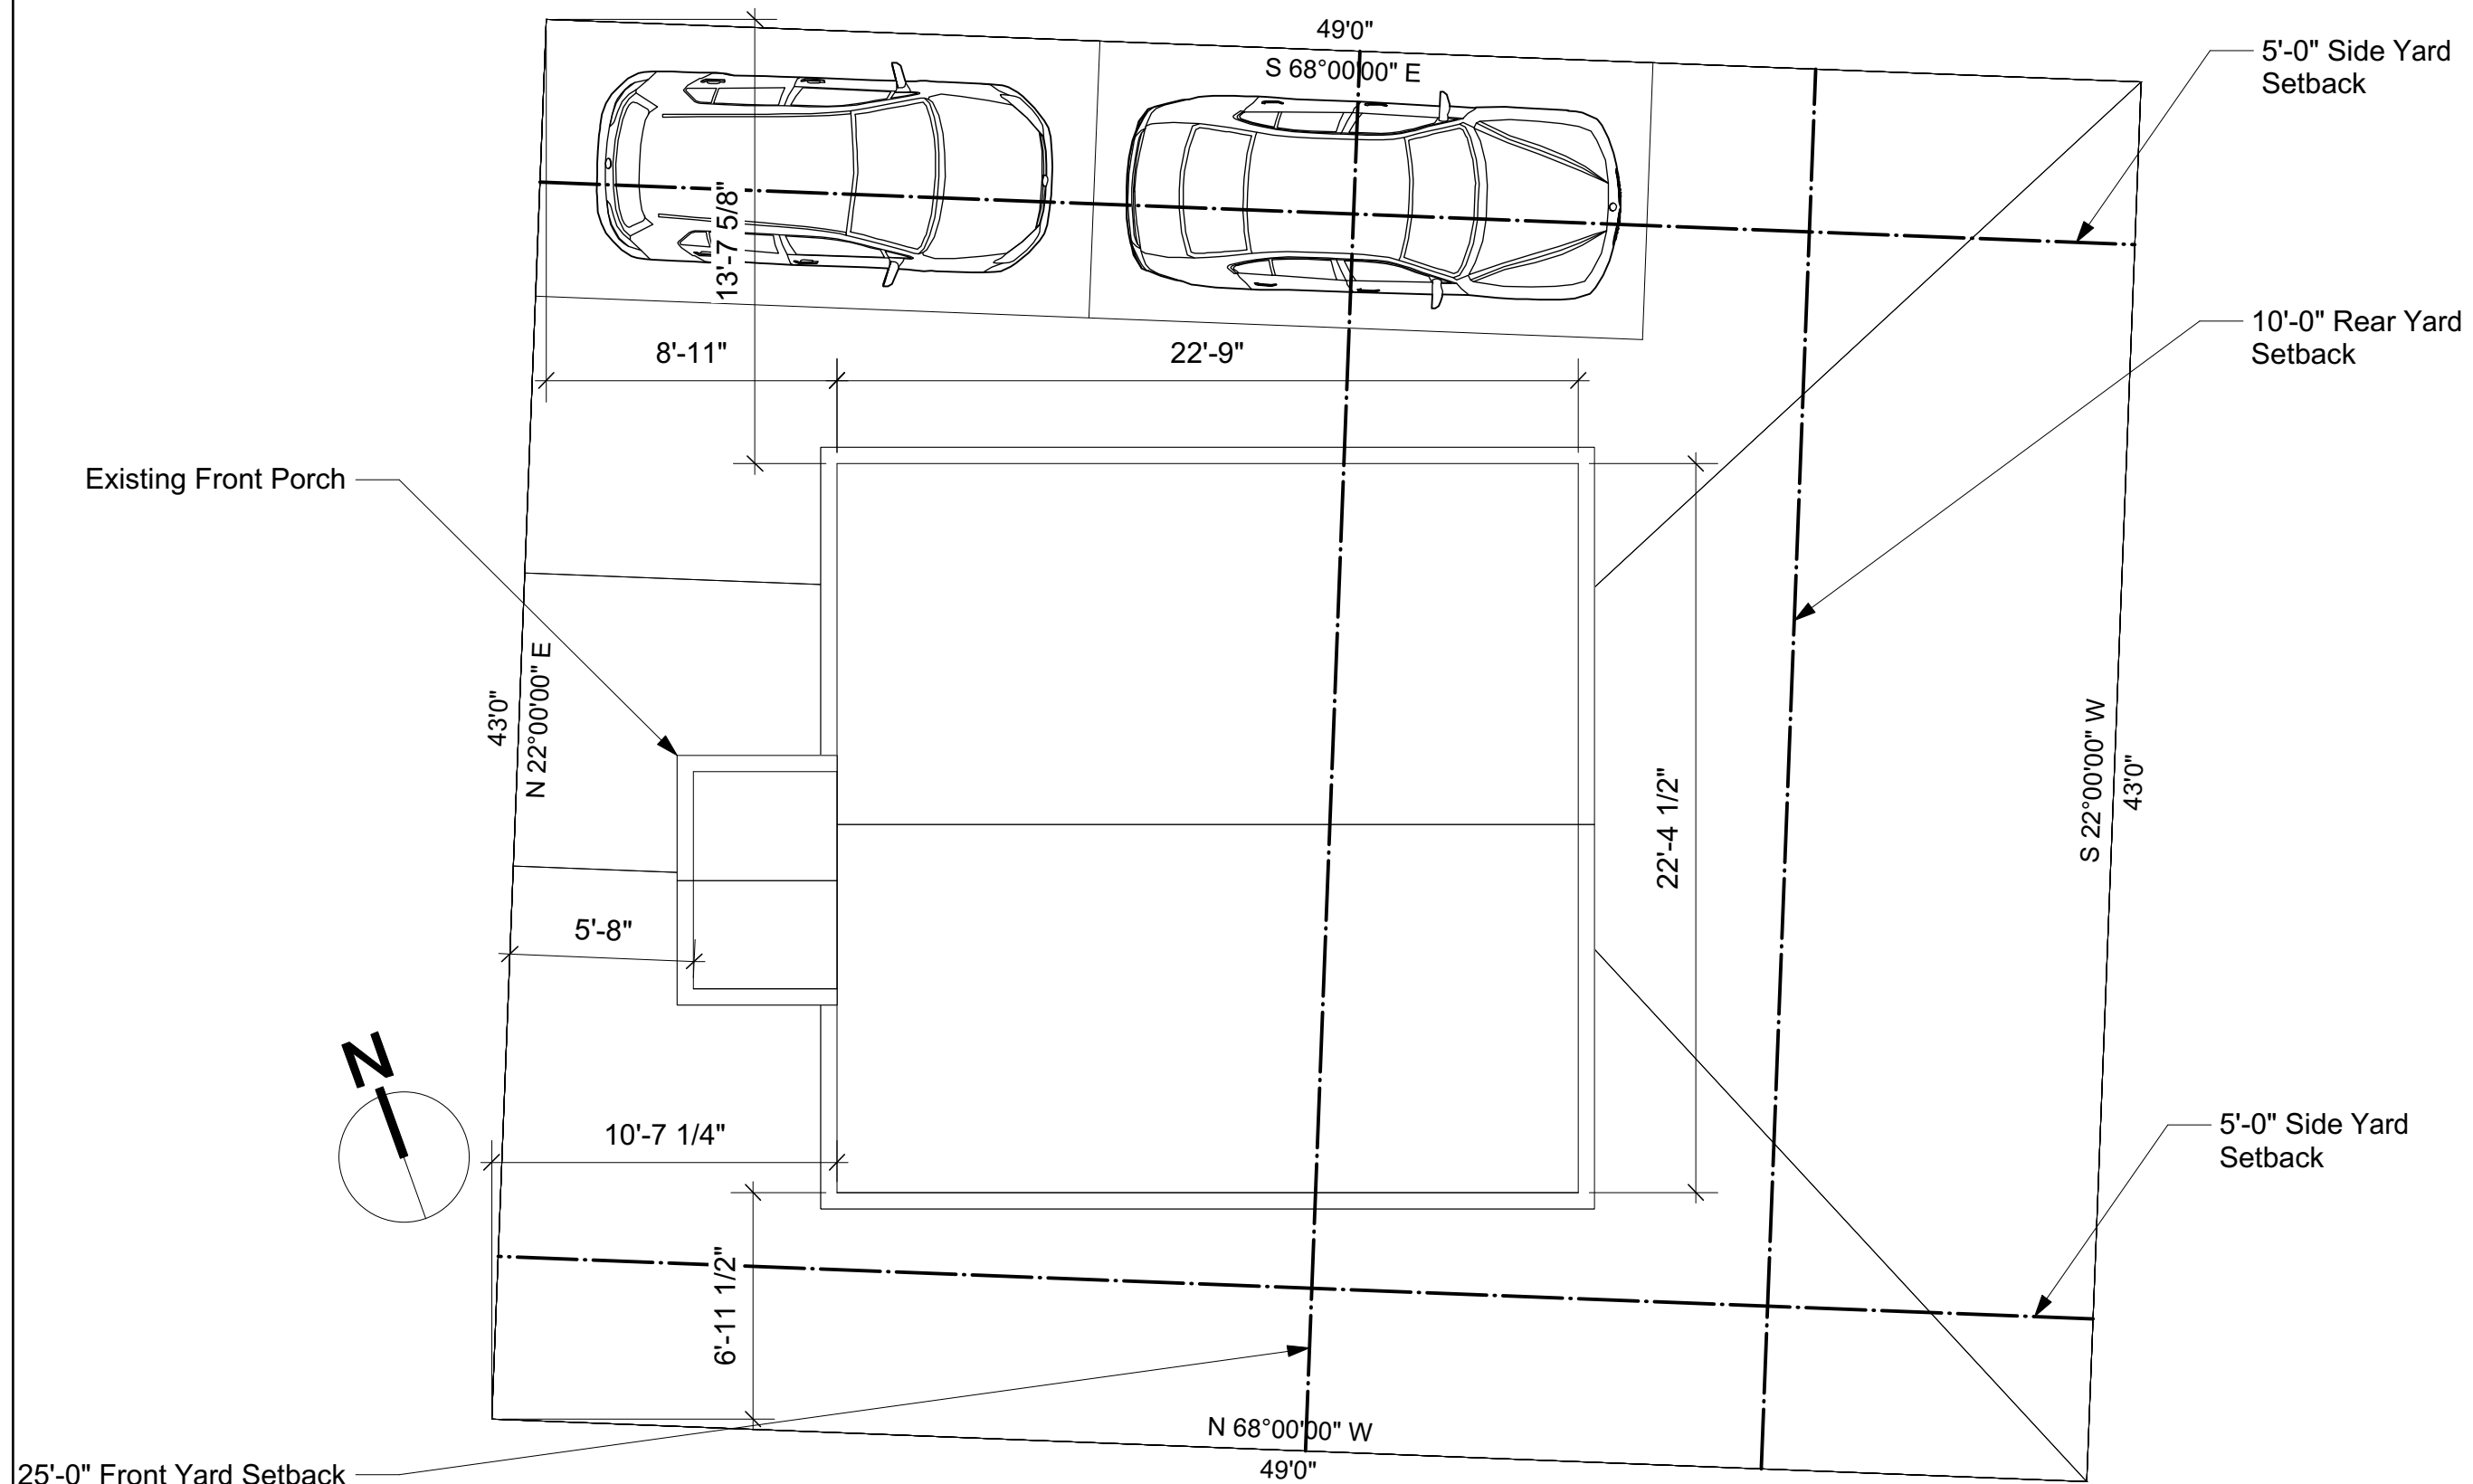 49'0"
S 68°00'00" E
5'-0" Side Yard
Setback
13'-7 5/8"
10'-0" Rear Yard
Setback
8'-11"
22'-9"
Existing Front Porch
43'0"
N 22°00'00" E
22'-4 1/2"
S 22°00'00" W
43'0"
5'-8"
N
10'-7 1/4"
5'-0" Side Yard
Setback
6'-11 1/2"
N 68°00'00" W
49'0"
25'-0" Front Yard Setback